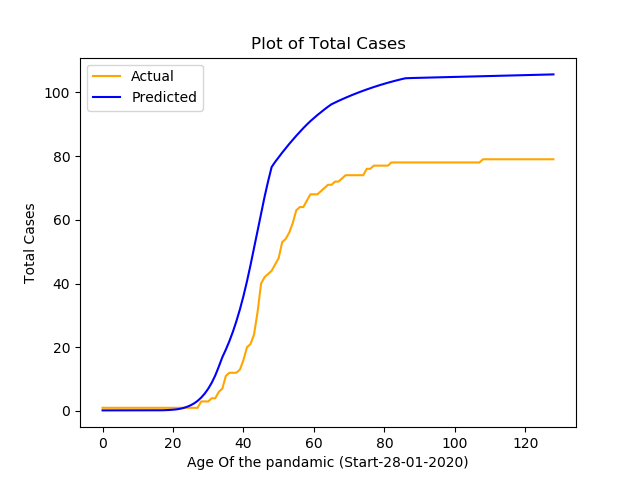 Plot of Total Cases
Actual
Predicted
Total Cases
100
80
60
40
20
0
0 20 40 60 80 100 120
Age Of the pandamic (Start-28-01-2020)